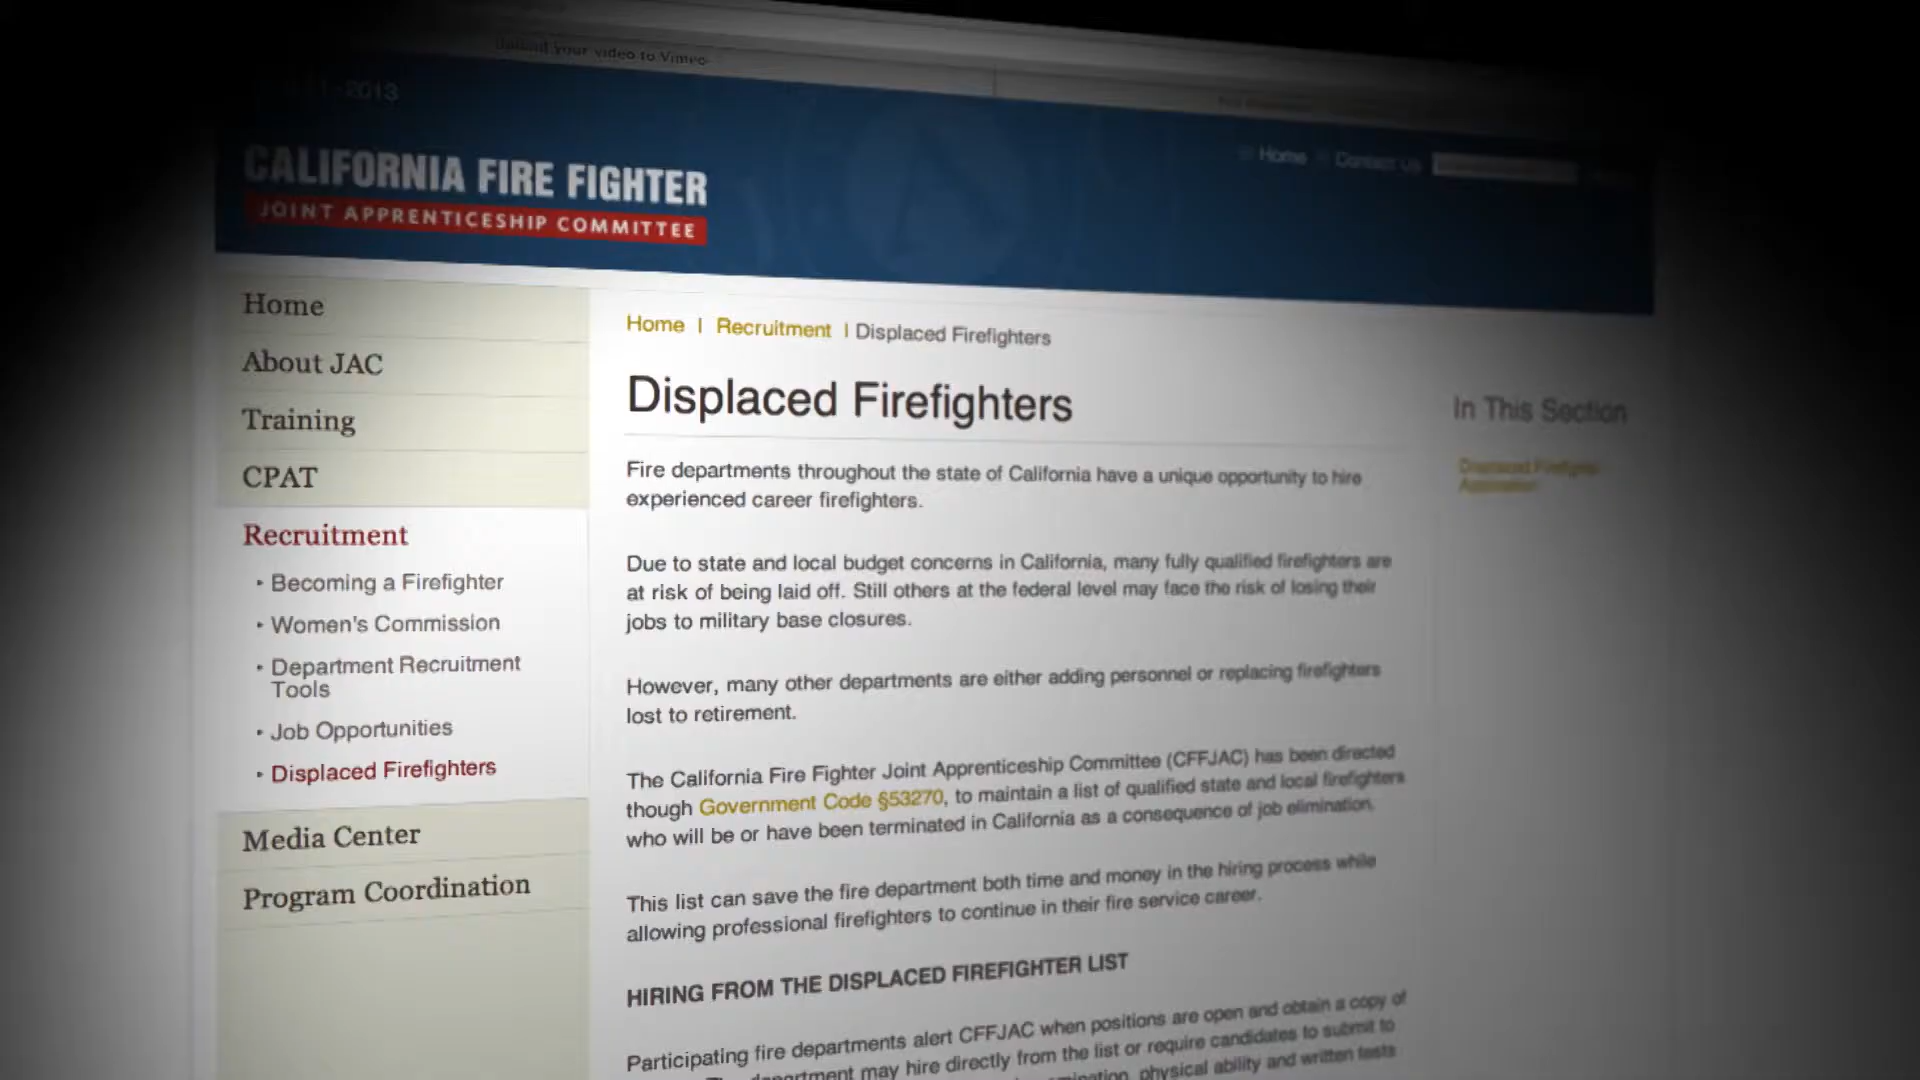 Upload your video to Vimeo
2013
CALIFORNIA FIRE FIGHTER
JOINT APPRENTICESHIP COMMITTEE
Home Contact Us
Home
About JAC
Training
CPAT
Recruitment
• Becoming a Firefighter
• Women's Commission
• Department Recruitment
Tools
• Job Opportunities
• Displaced Firefighters
Media Center
Program Coordination
Home | Recruitment | Displaced Firefighters
Displaced Firefighters
Fire departments throughout the state of California have a unique opportunity to hire
experienced career firefighters.
Due to state and local budget concerns in California, many fully qualified firefighters are
at risk of being laid off. Still others at the federal level may face the risk of losing their
jobs to military base closures.
However, many other departments are either adding personnel or replacing firefighters
lost to retirement.
The California Fire Fighter Joint Apprenticeship Committee (CFFJAC) has been directed
though Government Code §53270, to maintain a list of qualified state and local firefighters
who will be or have been terminated in California as a consequence of job elimination.
This list can save the fire department both time and money in the hiring process while
allowing professional firefighters to continue in their fire service career.
HIRING FROM THE DISPLACED FIREFIGHTER LIST
Participating fire departments alert CFFJAC when positions are open and obtain a copy of
department may hire directly from the list or require candidates to submit to
physical ability and written tests
In This Section
Displaced Firefighter
Application